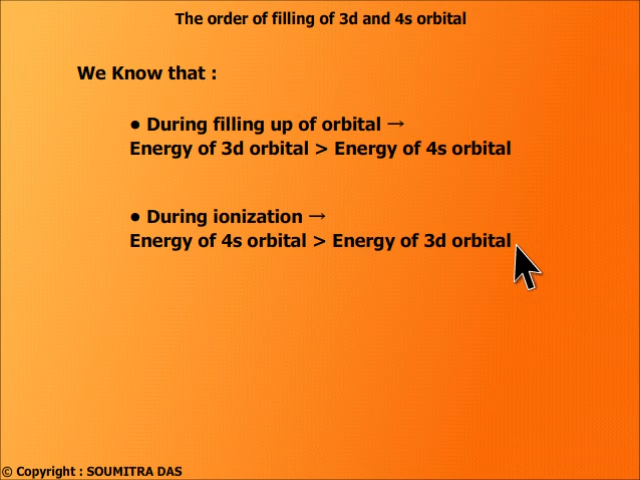 The order of filling of 3d and 4s orbital
We Know that :
● During filling up of orbital →
Energy of 3d orbital > Energy of 4s orbital
● During ionization →
Energy of 4s orbital > Energy of 3d orbital
© Copyright : SOUMITRA DAS